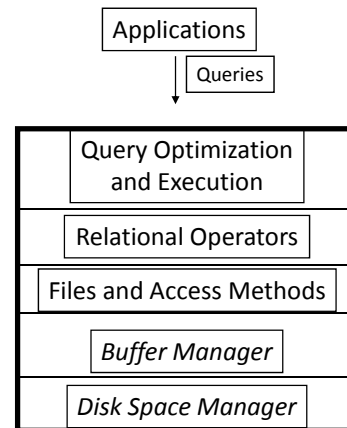 Applications
Queries
Query Optimization
and Execution
Relational Operators
Files and Access Methods
Buffer Manager
Disk Space Manager